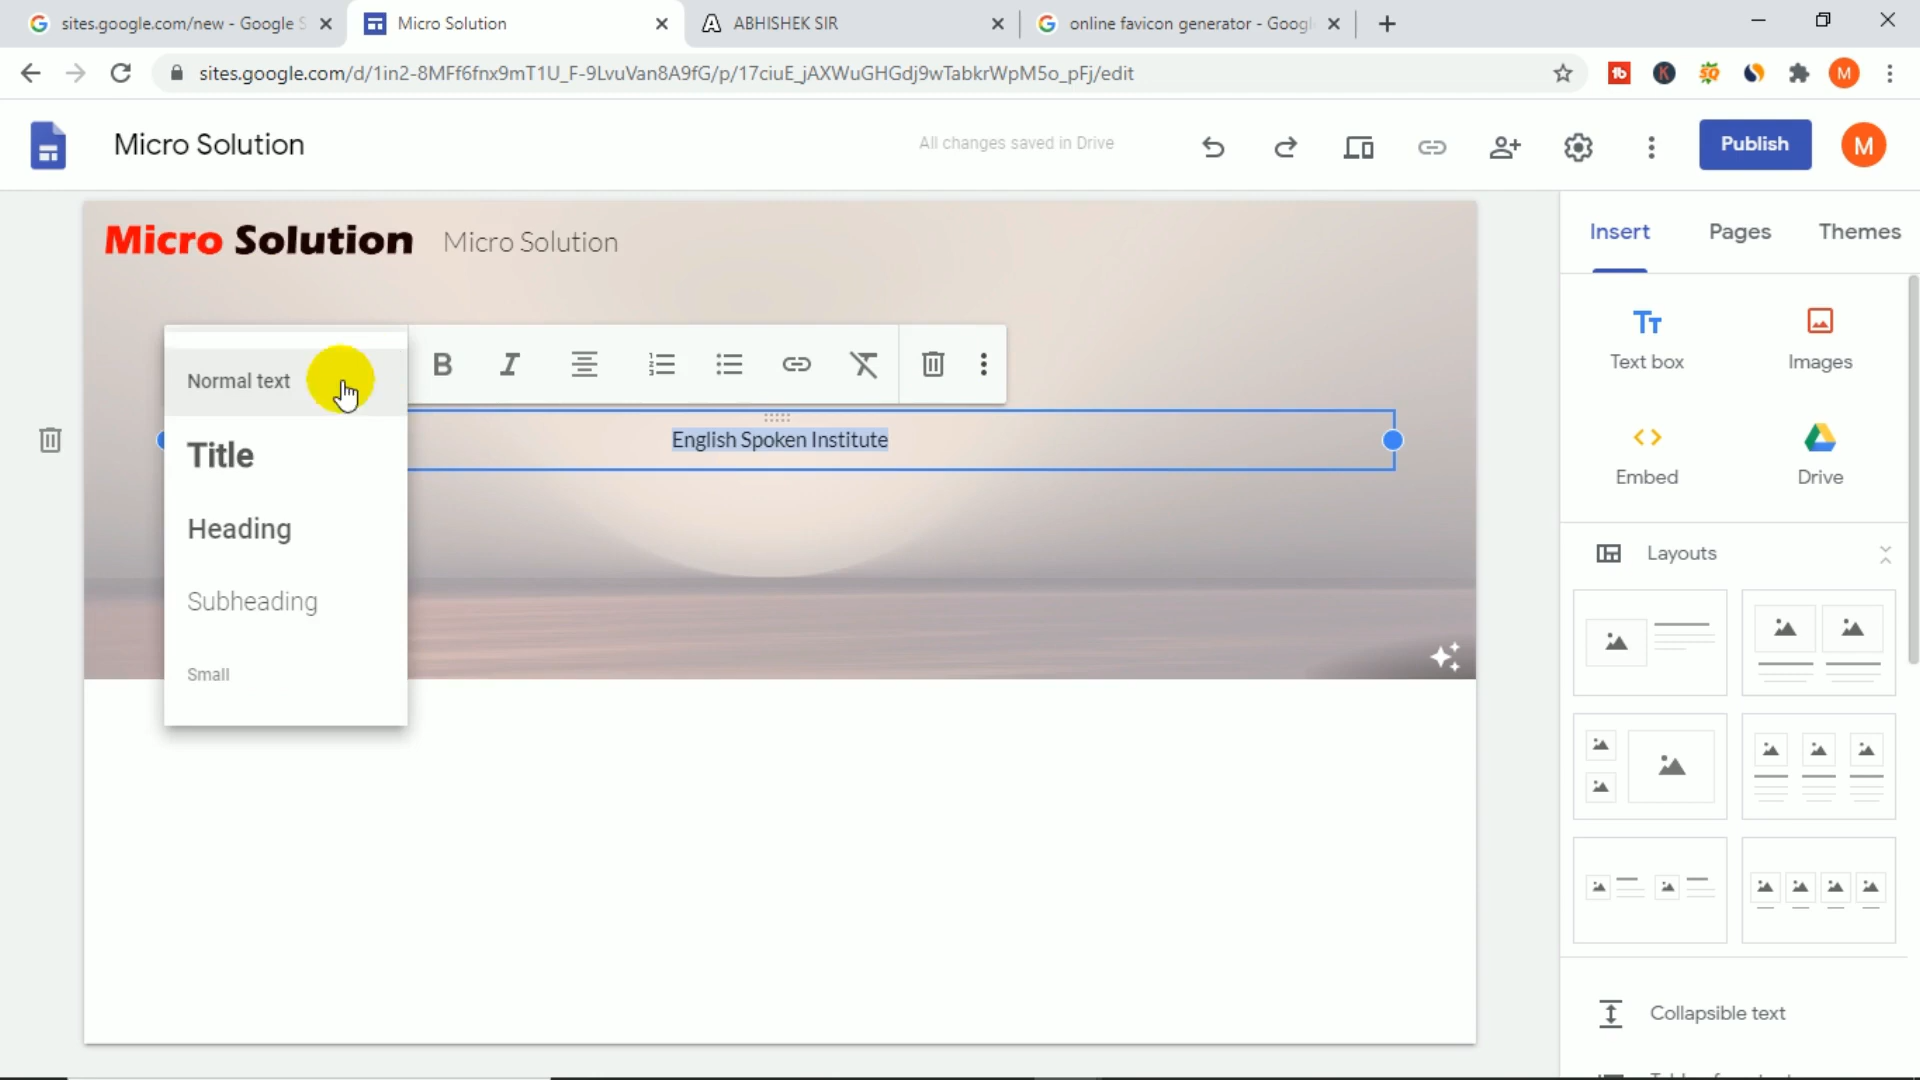 sites.google.com/new - Google S
Micro Solution
ABHISHEK SIR
online favicon generator - Googl
sites.google.com/d/1in2-8MFf6fnx9mT1U_F-9LvuVan8A9fG/p/17ciuE_jAXWuGHGdj9wTabkrWpM5o_pFj/edit
Micro Solution
All changes saved in Drive
Publish
M
Micro Solution Micro Solution
Insert Pages Themes
Normal text
Title
Heading
Subheading
Small
English Spoken Institute
Text box
Images
Embed
Drive
Layouts
Collapsible text